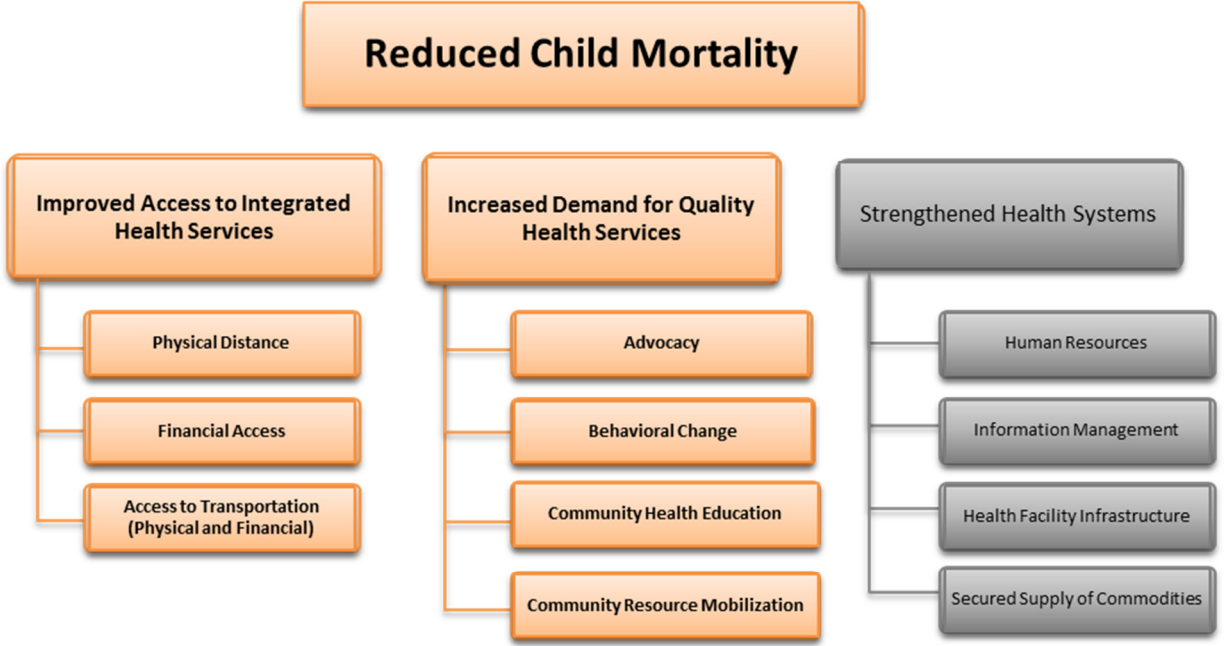 Reduced Child Mortality
Improved Access to Integrated
Health Services
Physical Distance
Financial Access
Access to Transportation
(Physical and Financial)
Increased Demand for Quality
Health Services
Advocacy
Behavioral Change
Community Health Education
Community Resource Mobilization
Strengthened Health Systems
Human Resources
Information Management
Health Facility Infrastructure
Secured Supply of Commodities